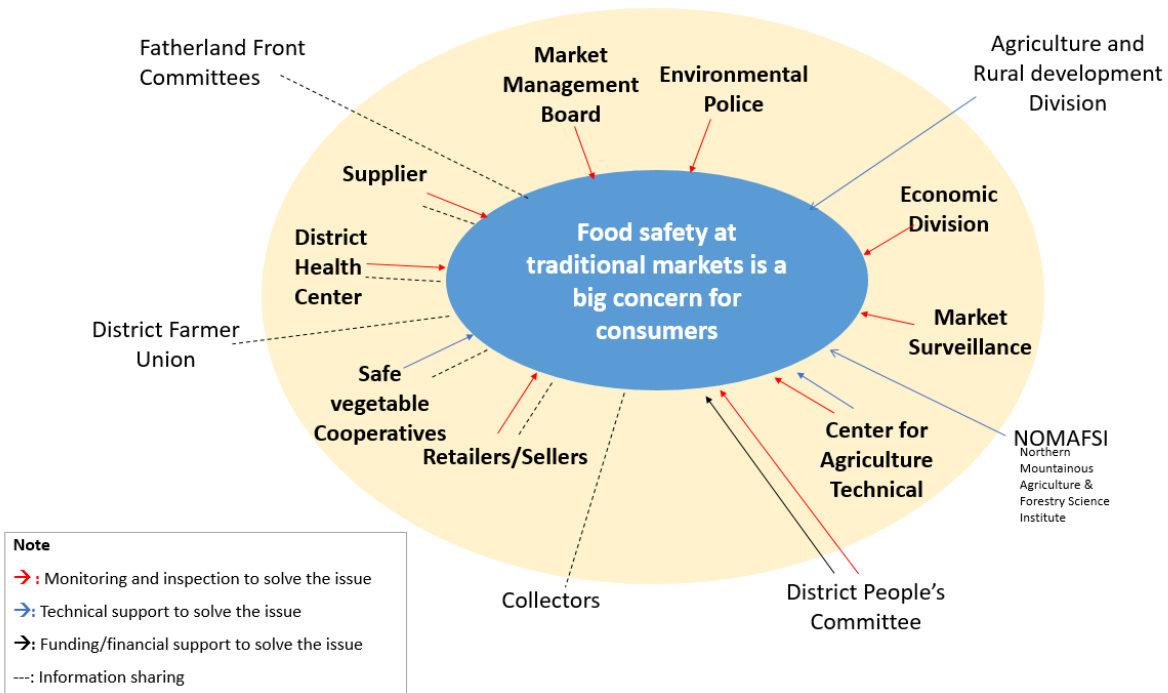 Fatherland Front
Committees
Market
Management
Board
Environmental
Police
Agriculture and
Rural development
Division
Supplier
Economic
Division
District
Health
Center
Food safety at
traditional markets is a
big concern for
consumers
District Farmer
Union
Market
Surveillance
Safe
vegetable
Cooperatives
Retailers/Sellers
Center for
Agriculture
Technical
NOMAFSI
Northern
Mountainous
Agriculture &
Forestry Science
Institute
Collectors
District People's
Committee
Note
→: Monitoring and inspection to solve the issue
→: Technical support to solve the issue
→: Funding/financial support to solve the issue
---: Information sharing